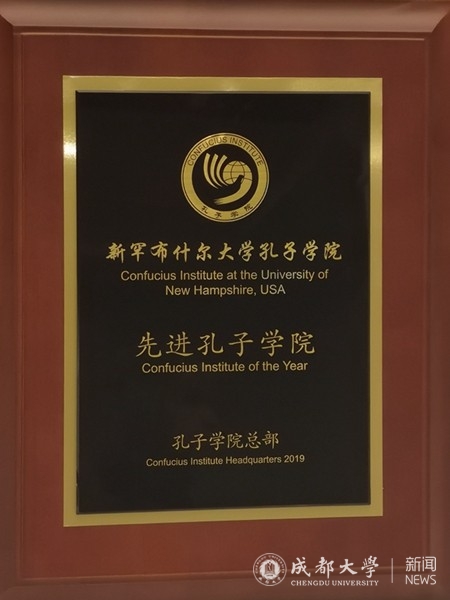 CONFUCIUS INSTITUTE
孔子学院
新罕布什尔大学孔子学院
Confucius Institute at the University of
New Hampshire, USA
先进孔子学院
Confucius Institute of the Year
孔子学院总部
Confucius Institute Headquarters 2019
成都大學 新闻
CHENGDU UNIVERSITY NEWS